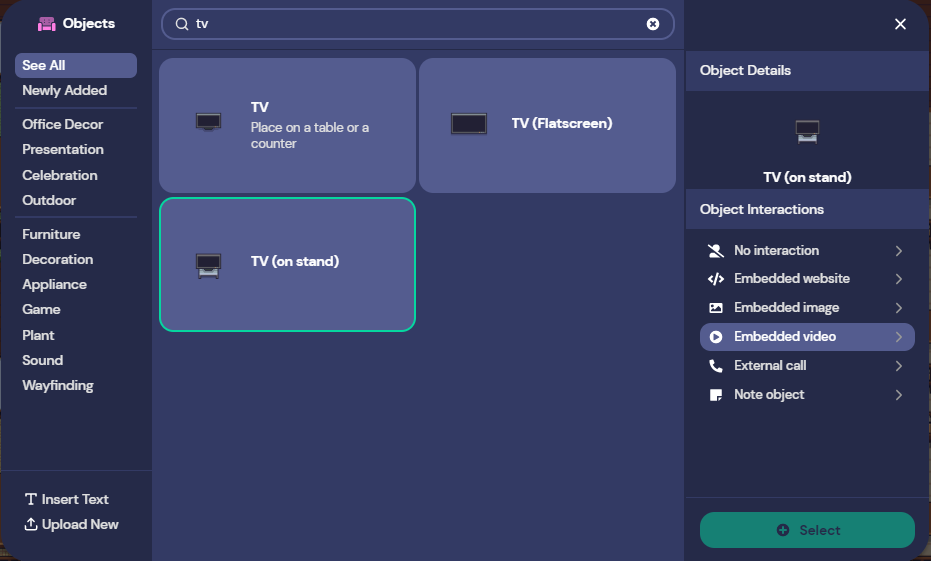 Objects
See All
Newly Added
Office Decor
Presentation
Celebration
Outdoor
Furniture
Decoration
Appliance
Game
Plant
Sound
Wayfinding
Insert Text
Upload New
tv
TV
Place on a table or a
counter
TV (Flatscreen)
TV (on stand)
Object Details
TV (on stand)
Object Interactions
No interaction
Embedded website
Embedded image
Embedded video
External call
Note object
Select